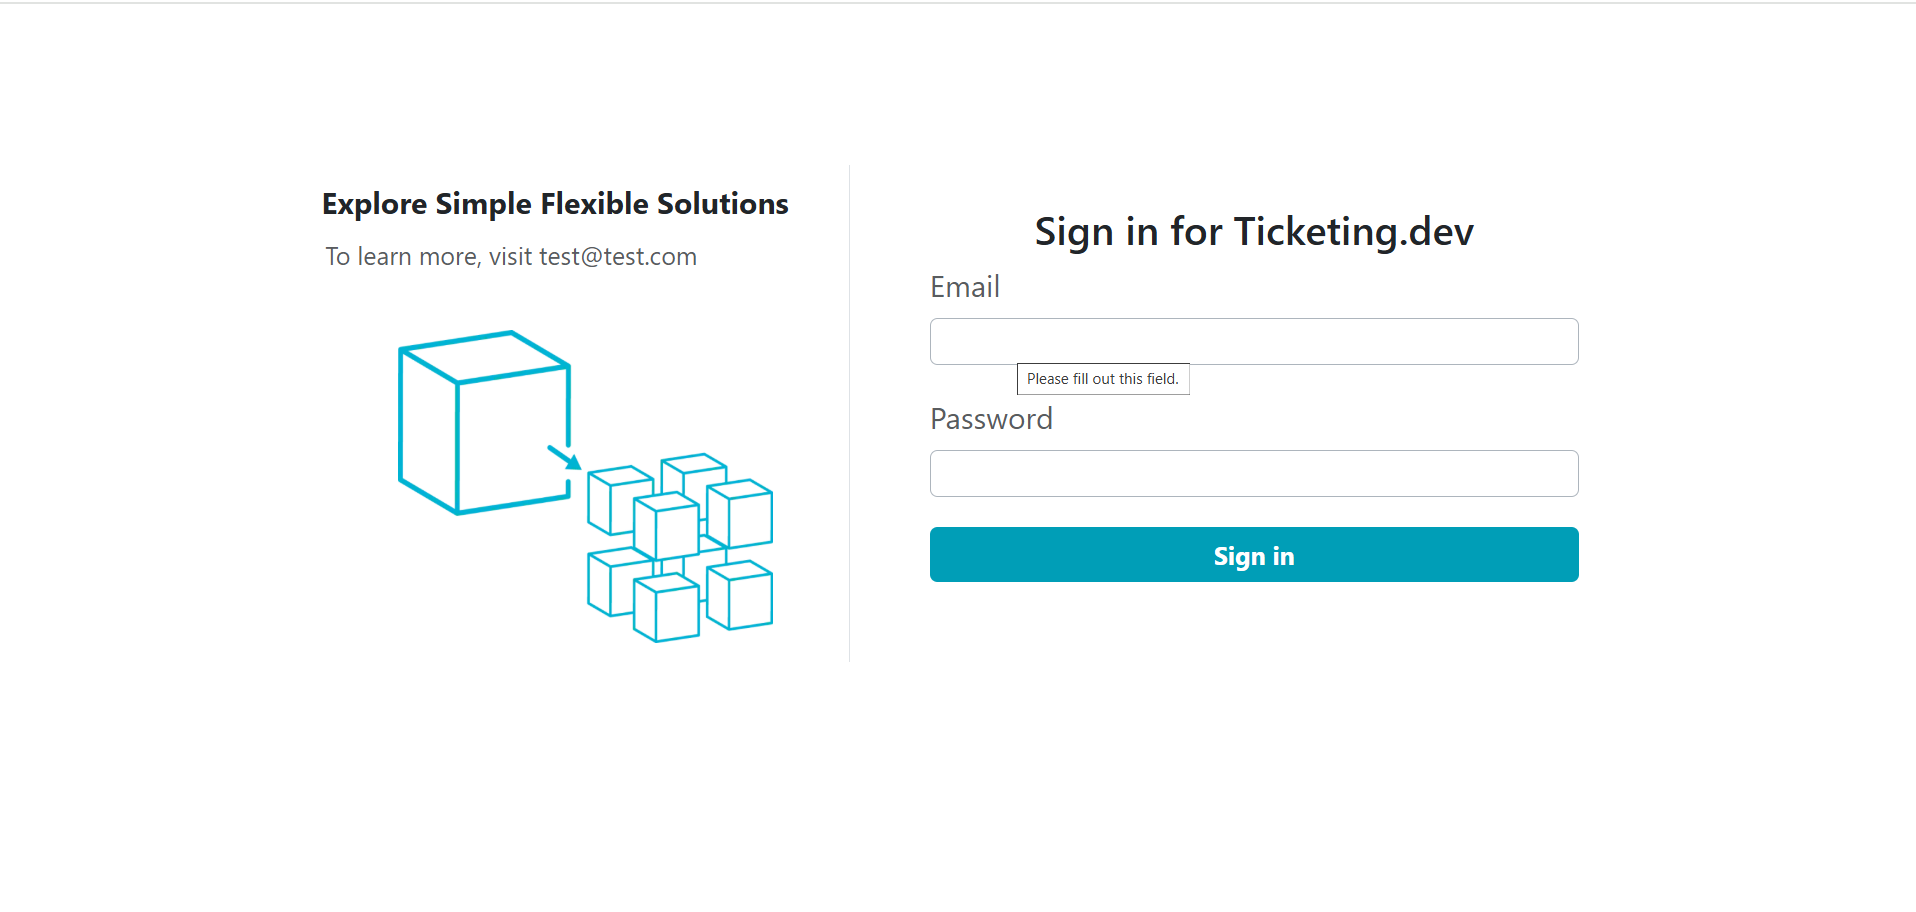 Explore Simple Flexible Solutions
To learn more, visit test@test.com
Sign in for Ticketing.dev
Email
Please fill out this field.
Password
Sign in